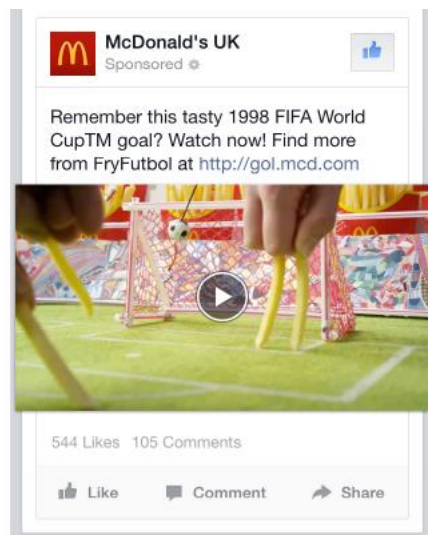 McDonald's UK
Sponsored
Remember this tasty 1998 FIFA World
CupTM goal? Watch now! Find more
from FryFutbol at http://gol.mcd.com
544 Likes 105 Comments
Like Comment Share